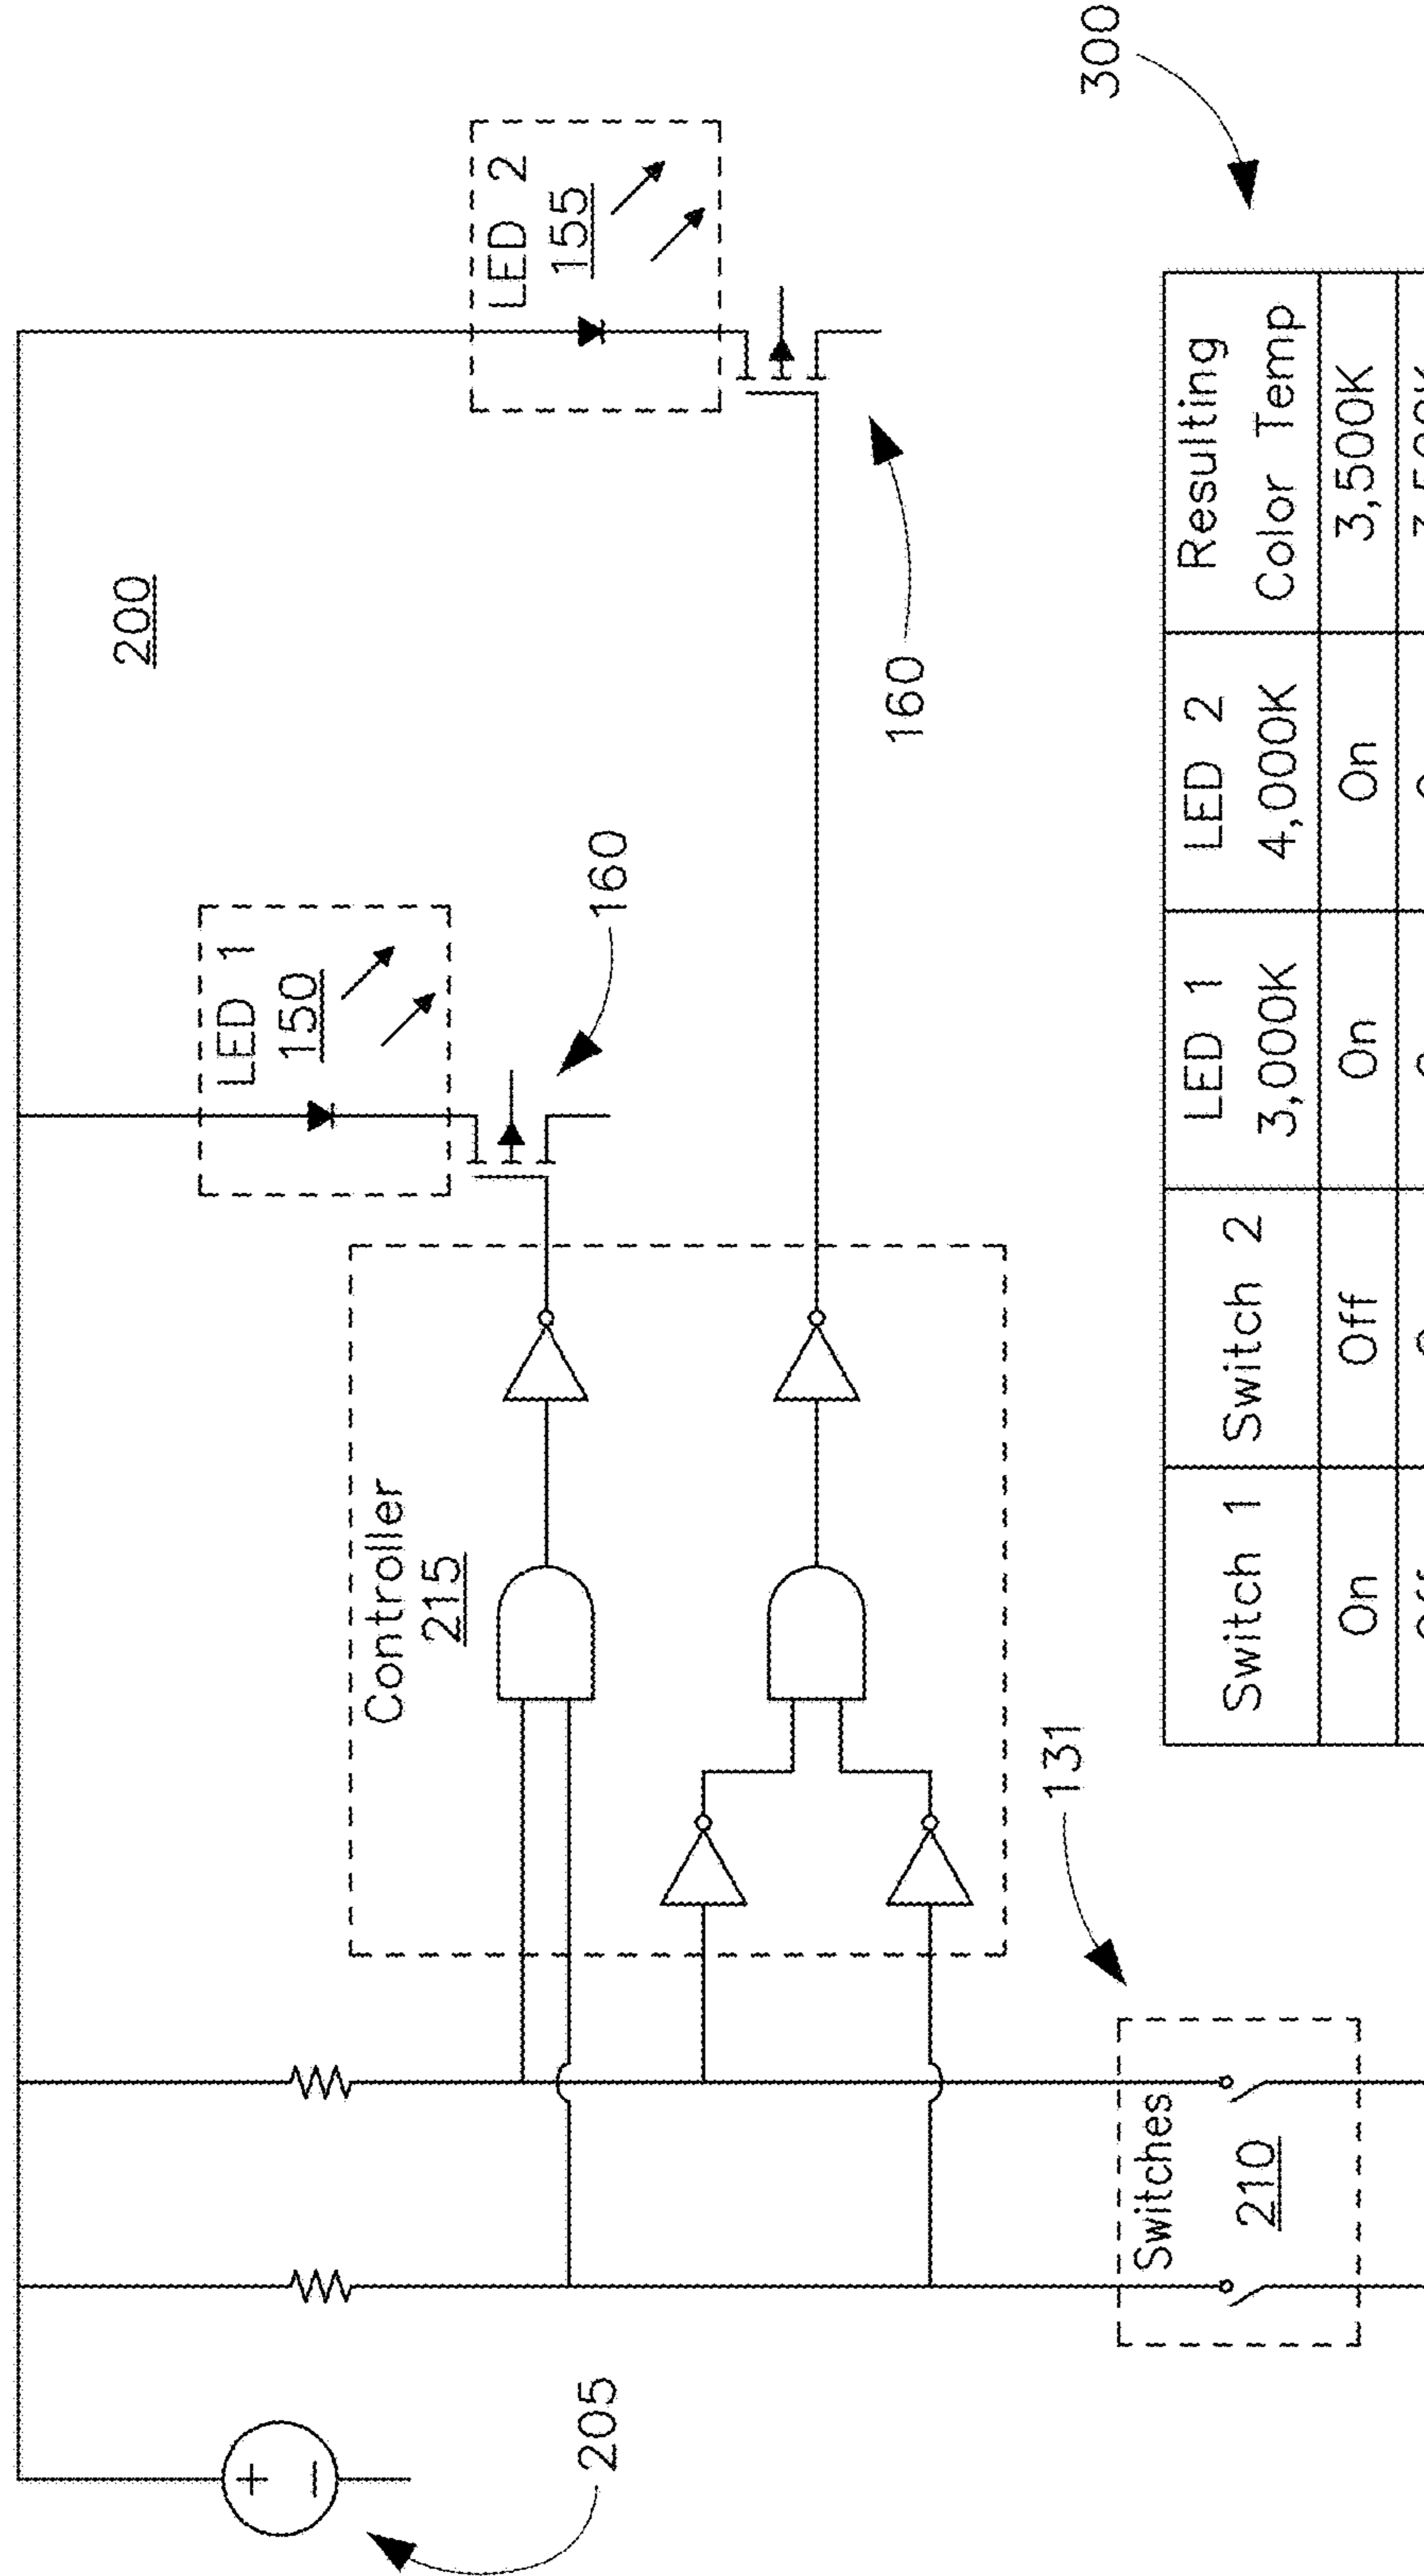 200
LED 1
150
LED 2
155
160
160
Controller
215
205
131
Switches
210
+
−
300
Switch 1 Switch 2 LED 1 3,000K LED 2 4,000K Resulting Color Temp
On Off On On 3,500K